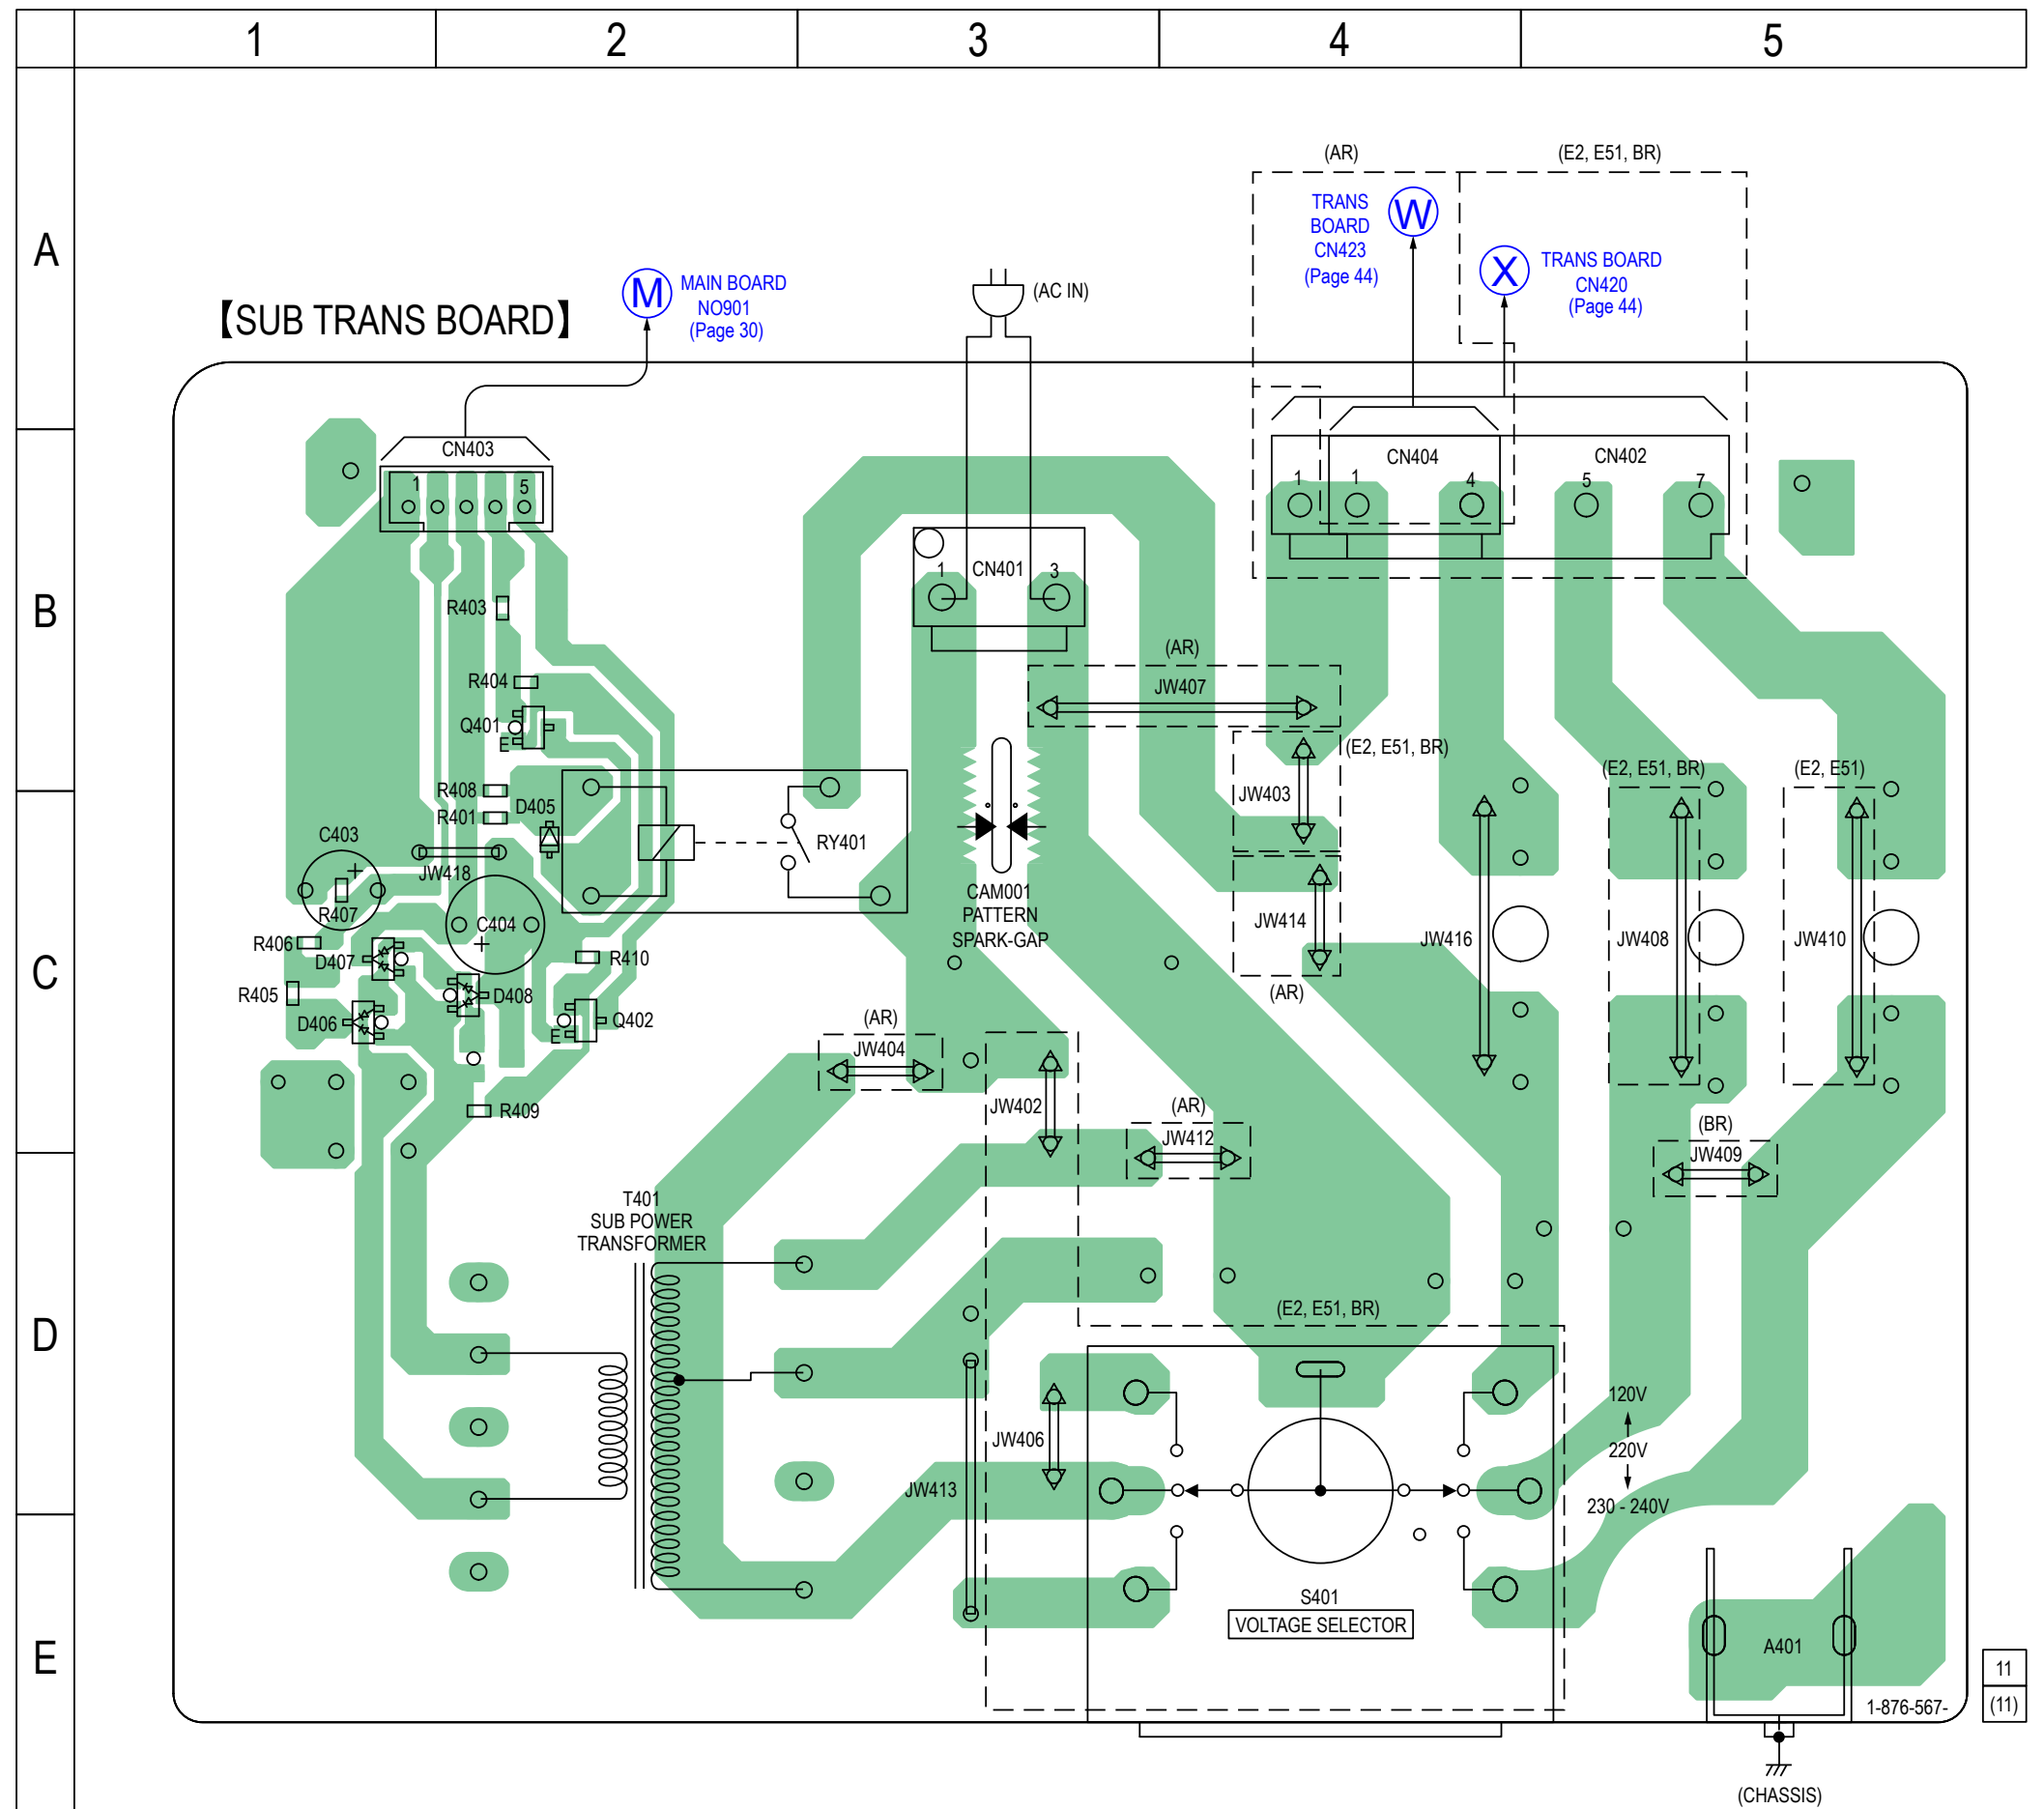 1 2 3 4 5
A
B
C
D
E
(AR)
(E2, E51, BR)
TRANS
BOARD
CN423
(Page 44)
W
X
TRANS BOARD
CN420
(Page 44)
M
MAIN BOARD
NO901
(Page 30)
(AC IN)
【SUB TRANS BOARD】
CN403
1 5
CN404
CN402
1 1 4 5 7
CN401
1 3
R403
R404
Q401
E
(AR)
JW407
(E2, E51, BR)
JW403
(E2, E51, BR)
(E2, E51)
R408
D405
R401
C403
+
JW418
RY401
R407
C404
+
CAM001
PATTERN
SPARK-GAP
JW414
(AR)
JW416
JW408
JW410
R406
D407
R410
R405
D408
D406
Q402
E
(AR)
JW404
JW402
R409
(AR)
JW412
(BR)
JW409
T401
SUB POWER
TRANSFORMER
(E2, E51, BR)
120V
220V
230 - 240V
JW406
JW413
S401
VOLTAGE SELECTOR
A401
1-876-567-
11
(11)
(CHASSIS)